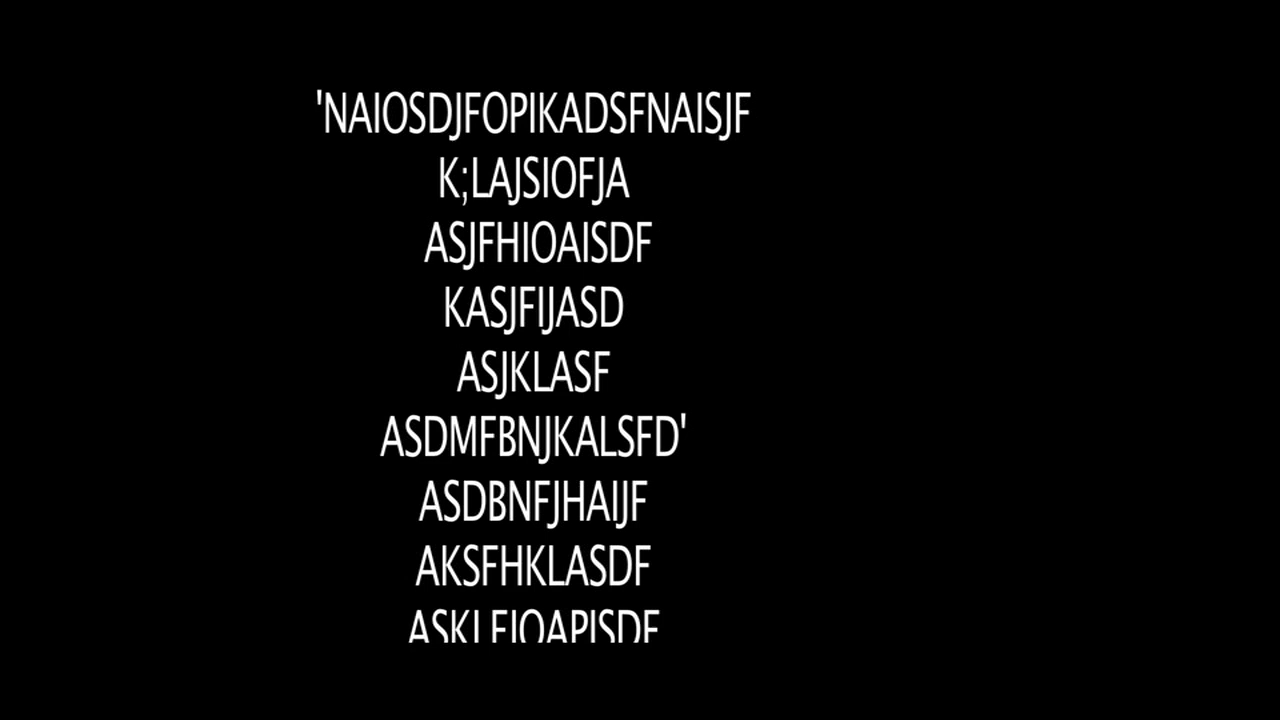 'NAIOSDJFOPIKADSFNAISJF
K;LAJSIOFJA
ASJFHIOAISDF
KASJFIJASD
ASJKLASF
ASDMFBNJKALSFD'
ASDBNFJHAIJF
AKSFHKLASDF